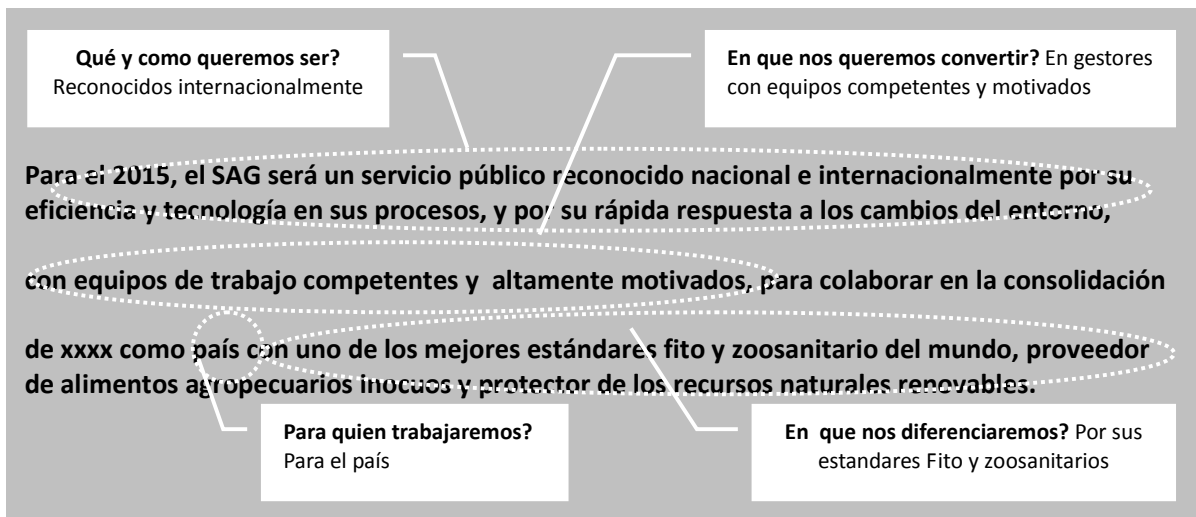 Qué y como queremos ser?
Reconocidos internacionalmente
En que nos queremos convertir? En gestores
con equipos competentes y motivados
Para el 2015, el SAG será un servicio público reconocido nacional e internacionalmente por su
eficiencia y tecnología en sus procesos, y por su rápida respuesta a los cambios del entorno,
con equipos de trabajo competentes y altamente motivados, para colaborar en la consolidación
de xxxx como país con uno de los mejores estándares fito y zoosanitario del mundo, proveedor
de alimentos agropecuarios inocuos y protector de los recursos naturales renovables.
Para quien trabajaremos?
Para el país
En que nos diferenciaremos? Por sus
estandares Fito y zoosanitarios